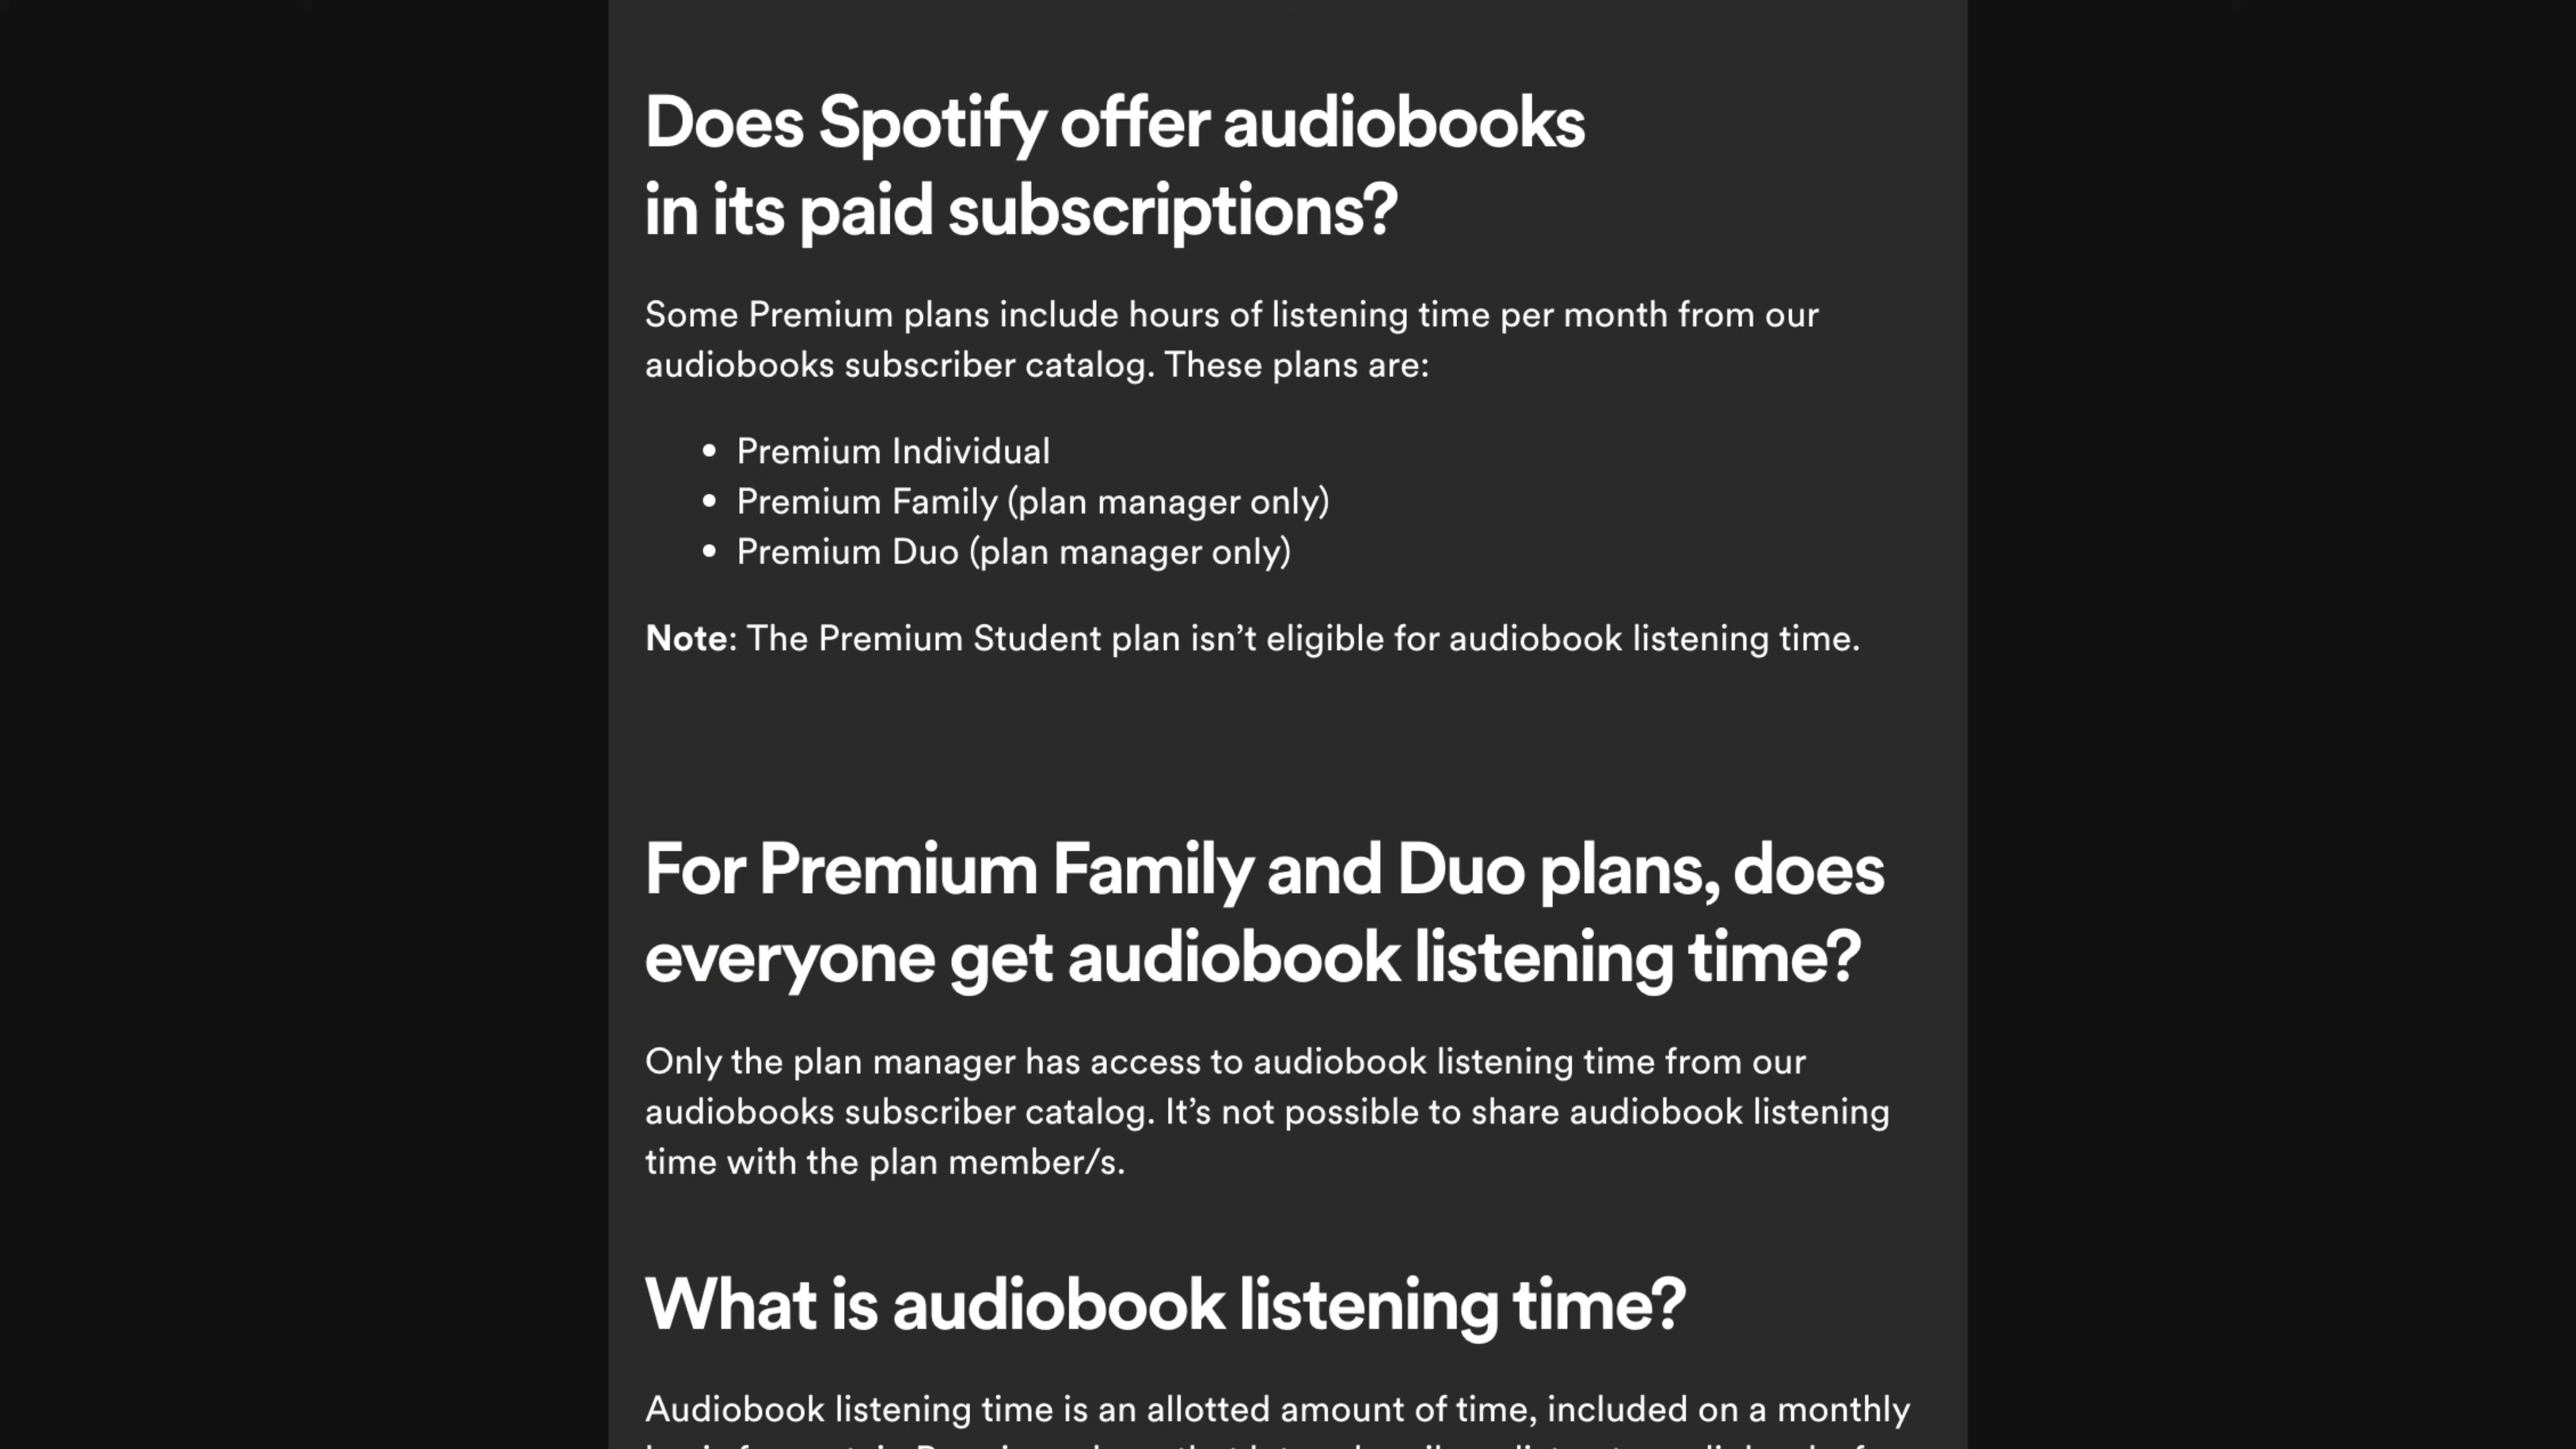 Does Spotify offer audiobooks
in its paid subscriptions?
Some Premium plans include hours of listening time per month from our
audiobooks subscriber catalog. These plans are:
• Premium Individual
• Premium Family (plan manager only)
• Premium Duo (plan manager only)
Note: The Premium Student plan isn’t eligible for audiobook listening time.
For Premium Family and Duo plans, does
everyone get audiobook listening time?
Only the plan manager has access to audiobook listening time from our
audiobooks subscriber catalog. It’s not possible to share audiobook listening
time with the plan member/s.
What is audiobook listening time?
Audiobook listening time is an allotted amount of time, included on a monthly